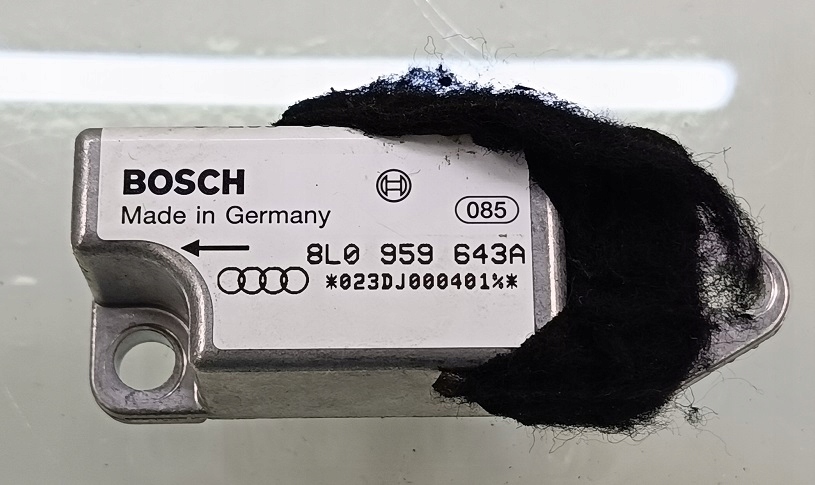 BOSCH
Made in Germany
085
8L0 959 643A
*023DJ000401%*